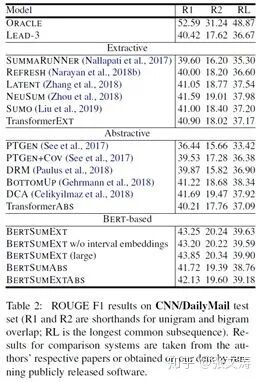 Model R1 R2 RL
ORACLE 52.59 31.24 48.87
LEAD-3 40.42 17.62 36.67
Extractive
SUMMARUNNER (Nallapati et al., 2017) 39.60 16.20 35.30
REFRESH (Narayan et al., 2018b) 40.00 18.20 36.60
LATENT (Zhang et al., 2018) 41.05 18.77 37.54
NEUSUM (Zhou et al., 2018) 41.59 19.01 37.98
SUMO (Liu et al., 2019) 41.00 18.40 37.20
TransformerEXT 40.90 18.02 37.17
Abstractive
PTGEN (See et al., 2017) 36.44 15.66 33.42
PTGEN+COV (See et al., 2017) 39.53 17.28 36.38
DRM (Paulus et al., 2018) 39.87 15.82 36.90
BOTTOMUP (Gehrmann et al., 2018) 41.22 18.68 38.34
DCA (Celikyilmaz et al., 2018) 41.69 19.47 37.92
TransformerABS 40.21 17.76 37.09
BERT-based
BERTSUMEXT 43.25 20.24 39.63
BERTSUMEXT w/o interval embeddings 43.20 20.22 39.59
BERTSUMEXT (large) 43.85 20.34 39.90
BERTSUMABS 41.72 19.39 38.76
BERTSUMEXTABS 42.13 19.60 39.18
Table 2: ROUGE F1 results on CNN/DailyMail test
set (R1 and R2 are shorthands for unigram and bigram
overlap; RL is the longest common subsequence). Re-
sults for comparison systems are taken from the au-
thors' respective papers or obtained on our data by run-
ning publicly released software.